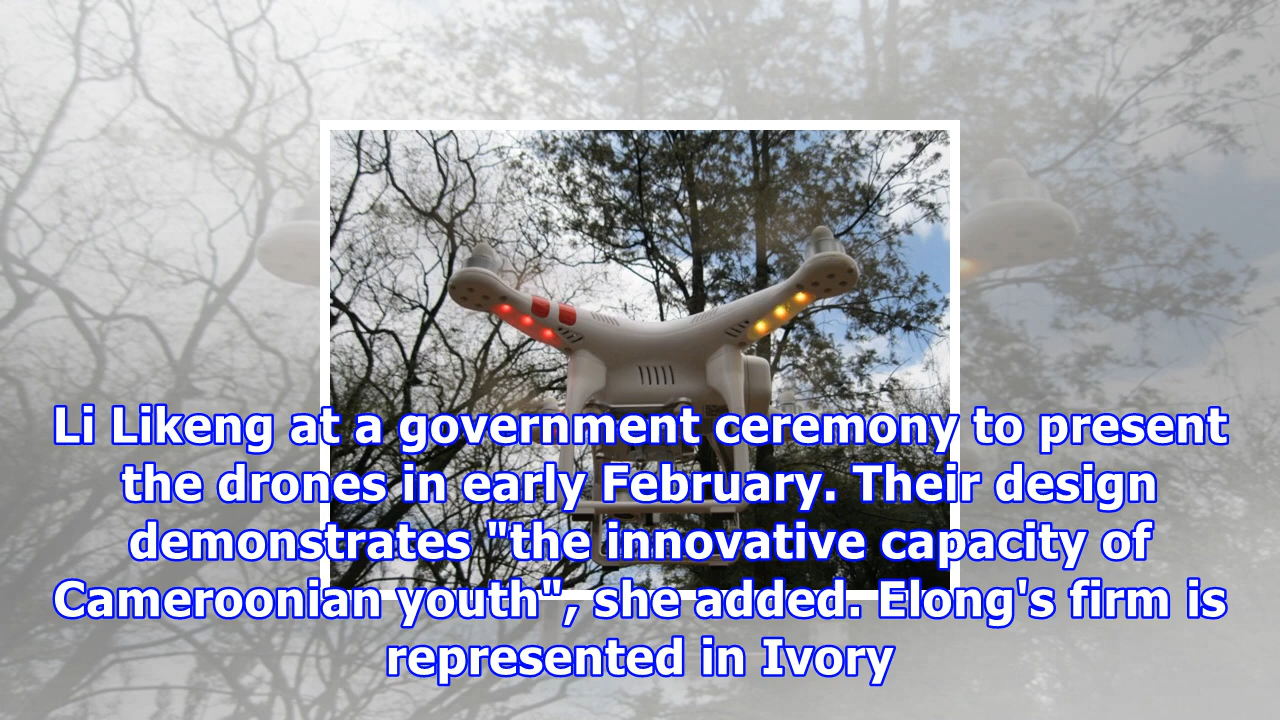 Li Likeng at a government ceremony to present
the drones in early February. Their design
demonstrates "the innovative capacity of
Cameroonian youth", she added. Elong's firm is
represented in Ivory